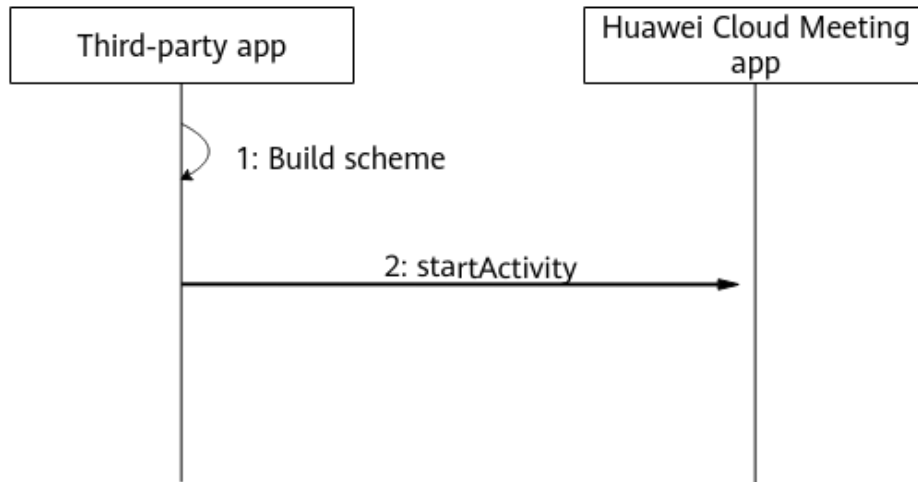 Third-party app
Huawei Cloud Meeting
app
1: Build scheme
2: startActivity